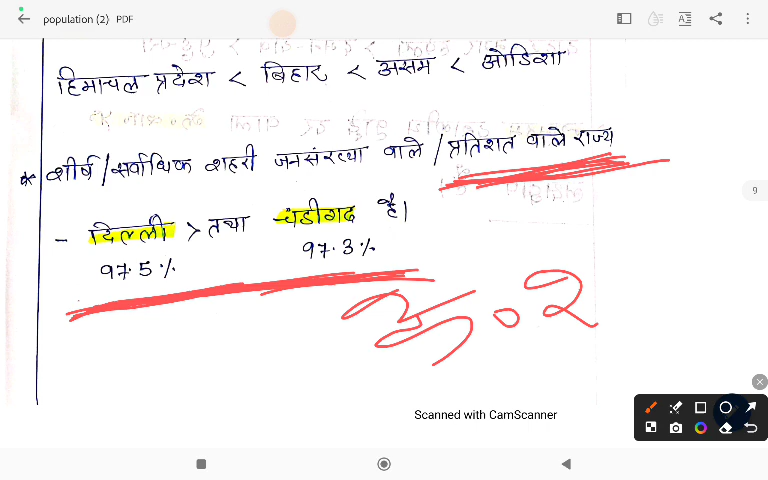 population (2) PDF
हिमाचल प्रदेश < बिहार < असम < ओडिशा
* शीर्ष/सर्वाधिक शहरी जनसंख्या वाले/प्रतिशत वाले राज्य
- दिल्ली > तथा चंडीगढ है।
97.5% 97.3%
9
Scanned with CamScanner